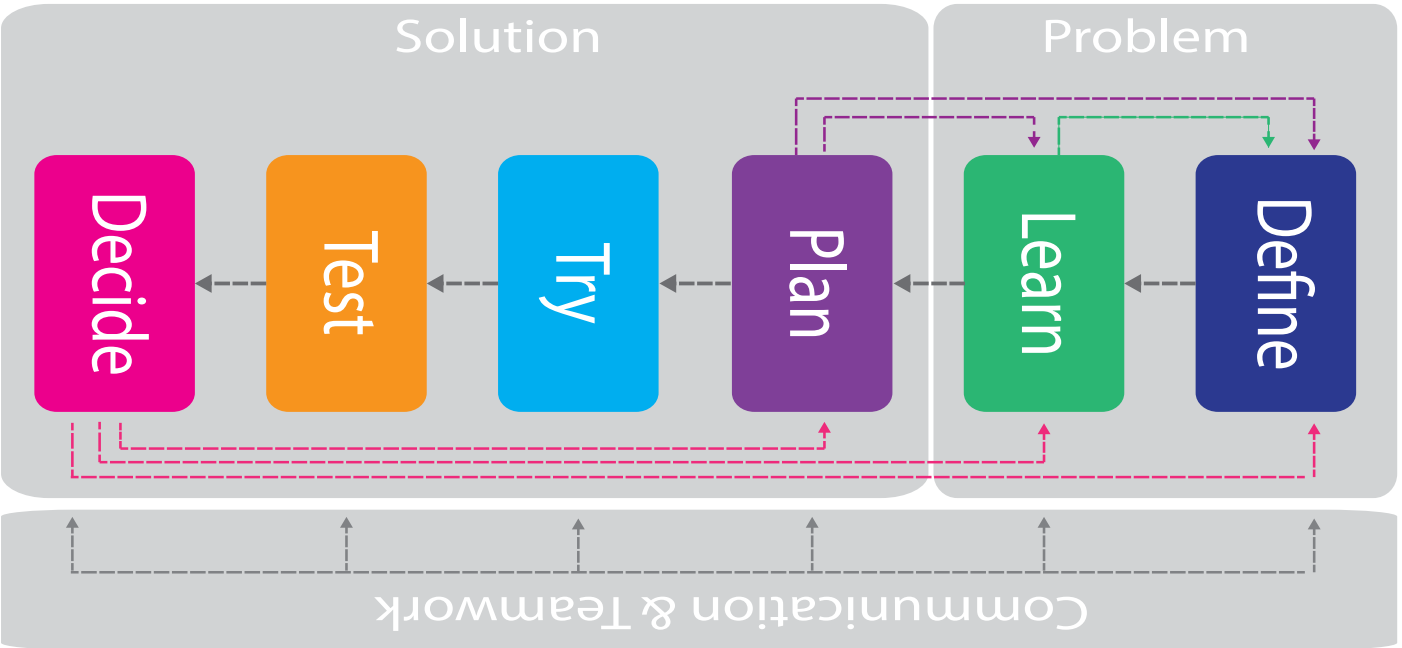 Solution
Problem
Decide
Test
Try
Plan
Learn
Define
Communication & Teamwork